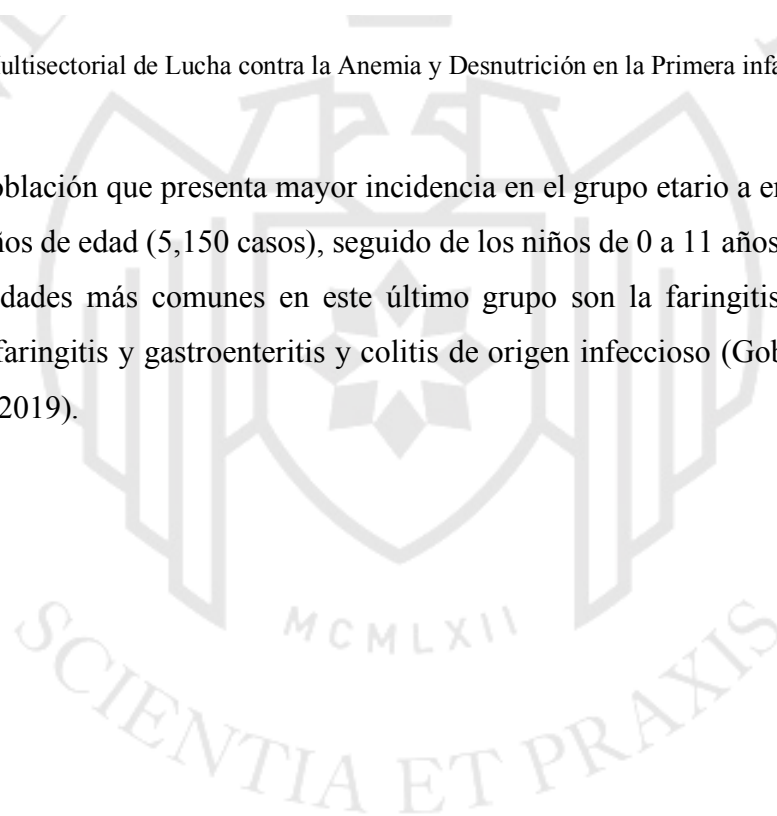 ultisectorial de Lucha contra la Anemia y Desnutrición en la Primera infa
oblación que presenta mayor incidencia en el grupo etario a en
ños de edad (5,150 casos), seguido de los niños de 0 a 11 años
dades más comunes en este último grupo son la faringitis
faringitis y gastroenteritis y colitis de origen infeccioso (Gob
2019).
MCMLXII
SCIENTIA ET PRAXIS